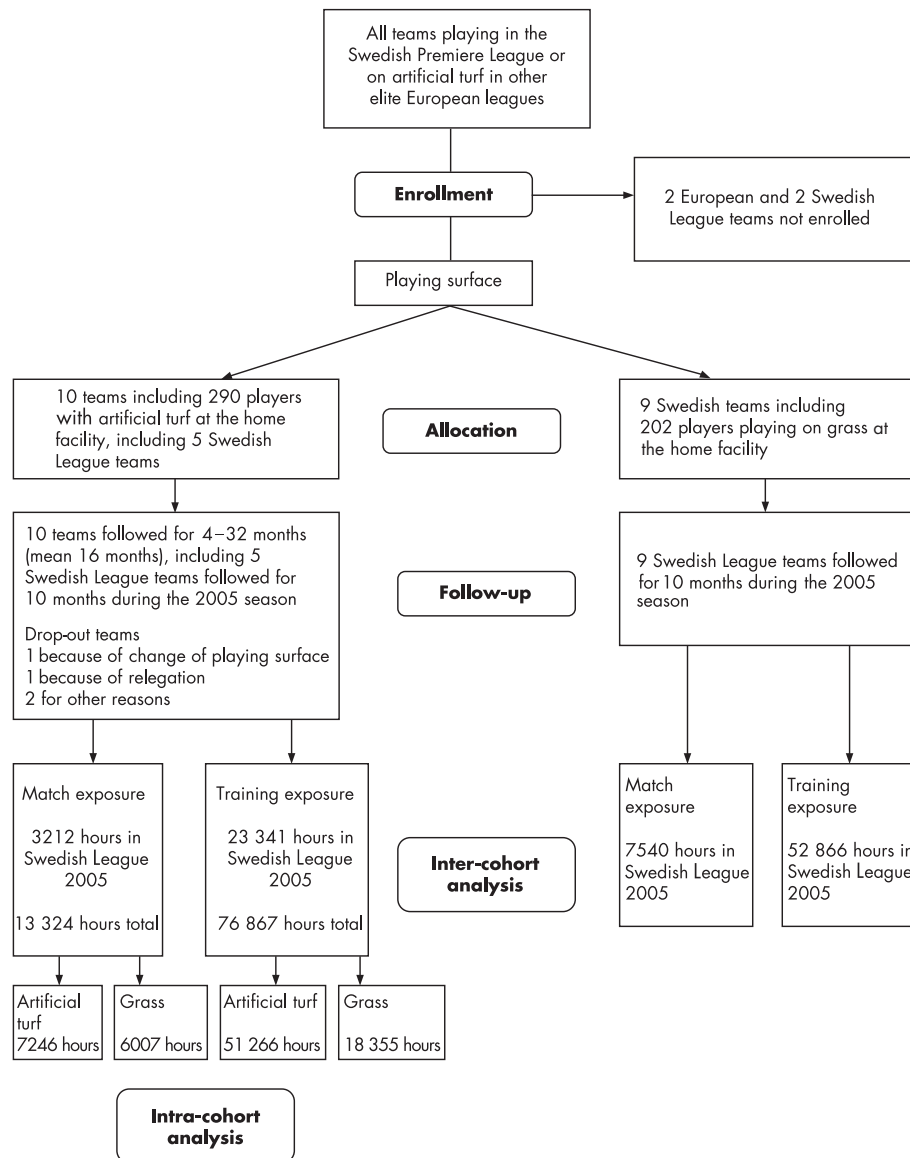 All teams playing in the
Swedish Premiere League or
on artificial turf in other
elite European leagues
Enrollment
2 European and 2 Swedish
League teams not enrolled
Playing surface
10 teams including 290 players
with artificial turf at the home
facility, including 5 Swedish
League teams
Allocation
9 Swedish teams including
202 players playing on grass at
the home facility
10 teams followed for 4–32 months
(mean 16 months), including 5
Swedish League teams followed for
10 months during the 2005 season
Drop-out teams
1 because of change of playing surface
1 because of relegation
2 for other reasons
Follow-up
9 Swedish League teams followed
for 10 months during the 2005
season
Match exposure
3212 hours in
Swedish League
2005
13 324 hours total
Training exposure
23 341 hours in
Swedish League
2005
76 867 hours total
Inter-cohort
analysis
Match
exposure
7540 hours in
Swedish League
2005
Training
exposure
52 866 hours in
Swedish League
2005
Artificial
turf
7246 hours
Grass
6007 hours
Artificial turf
51 266 hours
Grass
18 355 hours
Intra-cohort
analysis